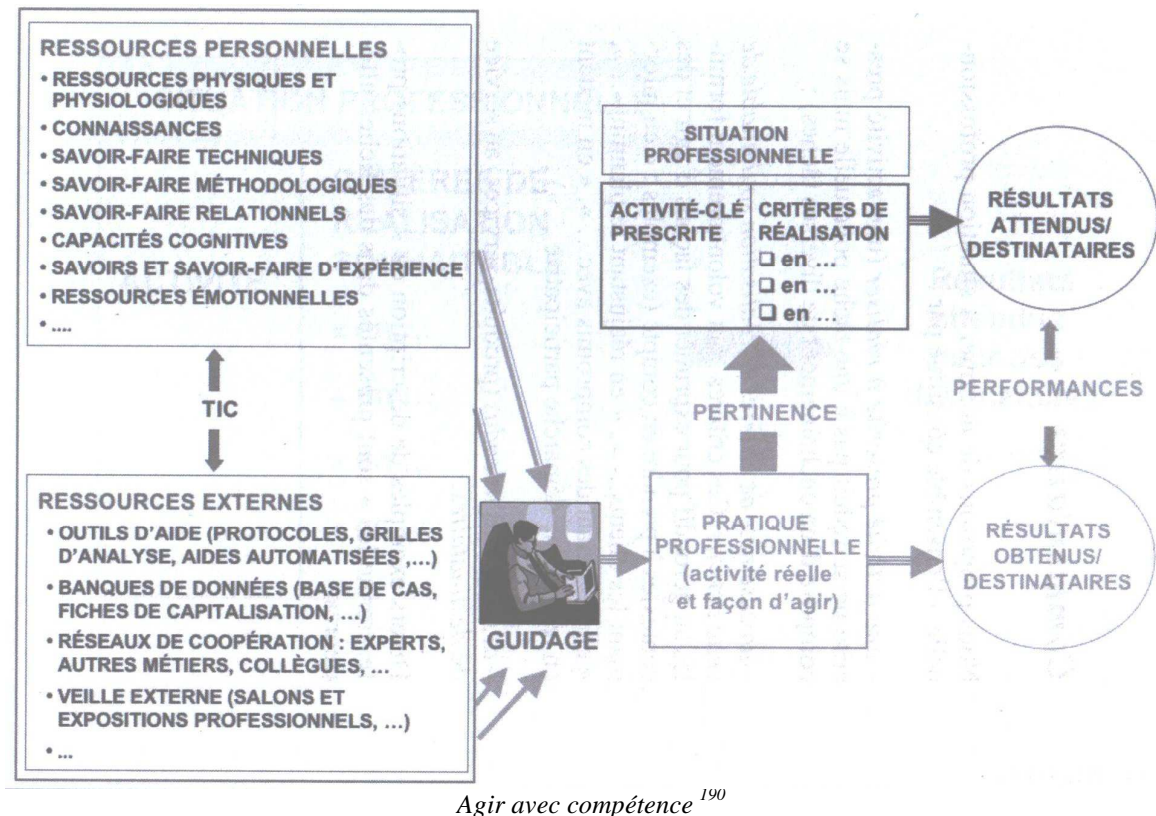 RESSOURCES PERSONNELLES
• RESSOURCES PHYSIQUES ET
PHYSIOLOGIQUES
• CONNAISSANCES
• SAVOIR-FAIRE TECHNIQUES
• SAVOIR-FAIRE MÉTHODOLOGIQUES
• SAVOIR-FAIRE RELATIONNELS
• CAPACITÉS COGNITIVES
• SAVOIRS ET SAVOIR-FAIRE D'EXPÉRIENCE
• RESSOURCES ÉMOTIONNELLES
• ....
TIC
RESSOURCES EXTERNES
• OUTILS D'AIDE (PROTOCOLES, GRILLES
D'ANALYSE, AIDES AUTOMATISÉES ,...)
• BANQUES DE DONNÉES (BASE DE CAS,
FICHES DE CAPITALISATION, ...)
• RÉSEAUX DE COOPÉRATION : EXPERTS,
AUTRES MÉTIERS, COLLÈGUES, ...
• VEILLE EXTERNE (SALONS ET
EXPOSITIONS PROFESSIONNELS, ...)
• ...
GUIDAGE
SITUATION
PROFESSIONNELLE
ACTIVITÉ-CLÉ
PRESCRITE
CRITÈRES DE
RÉALISATION
❑ en ....
❑ en ...
❑ en ...
PERTINENCE
PRATIQUE
PROFESSIONNELLE
(activité réelle
et façon d'agir)
RÉSULTATS
ATTENDUS/
DESTINATAIRES
PERFORMANCES
RÉSULTATS
OBTENUS/
DESTINATAIRES
Agir avec compétence 190